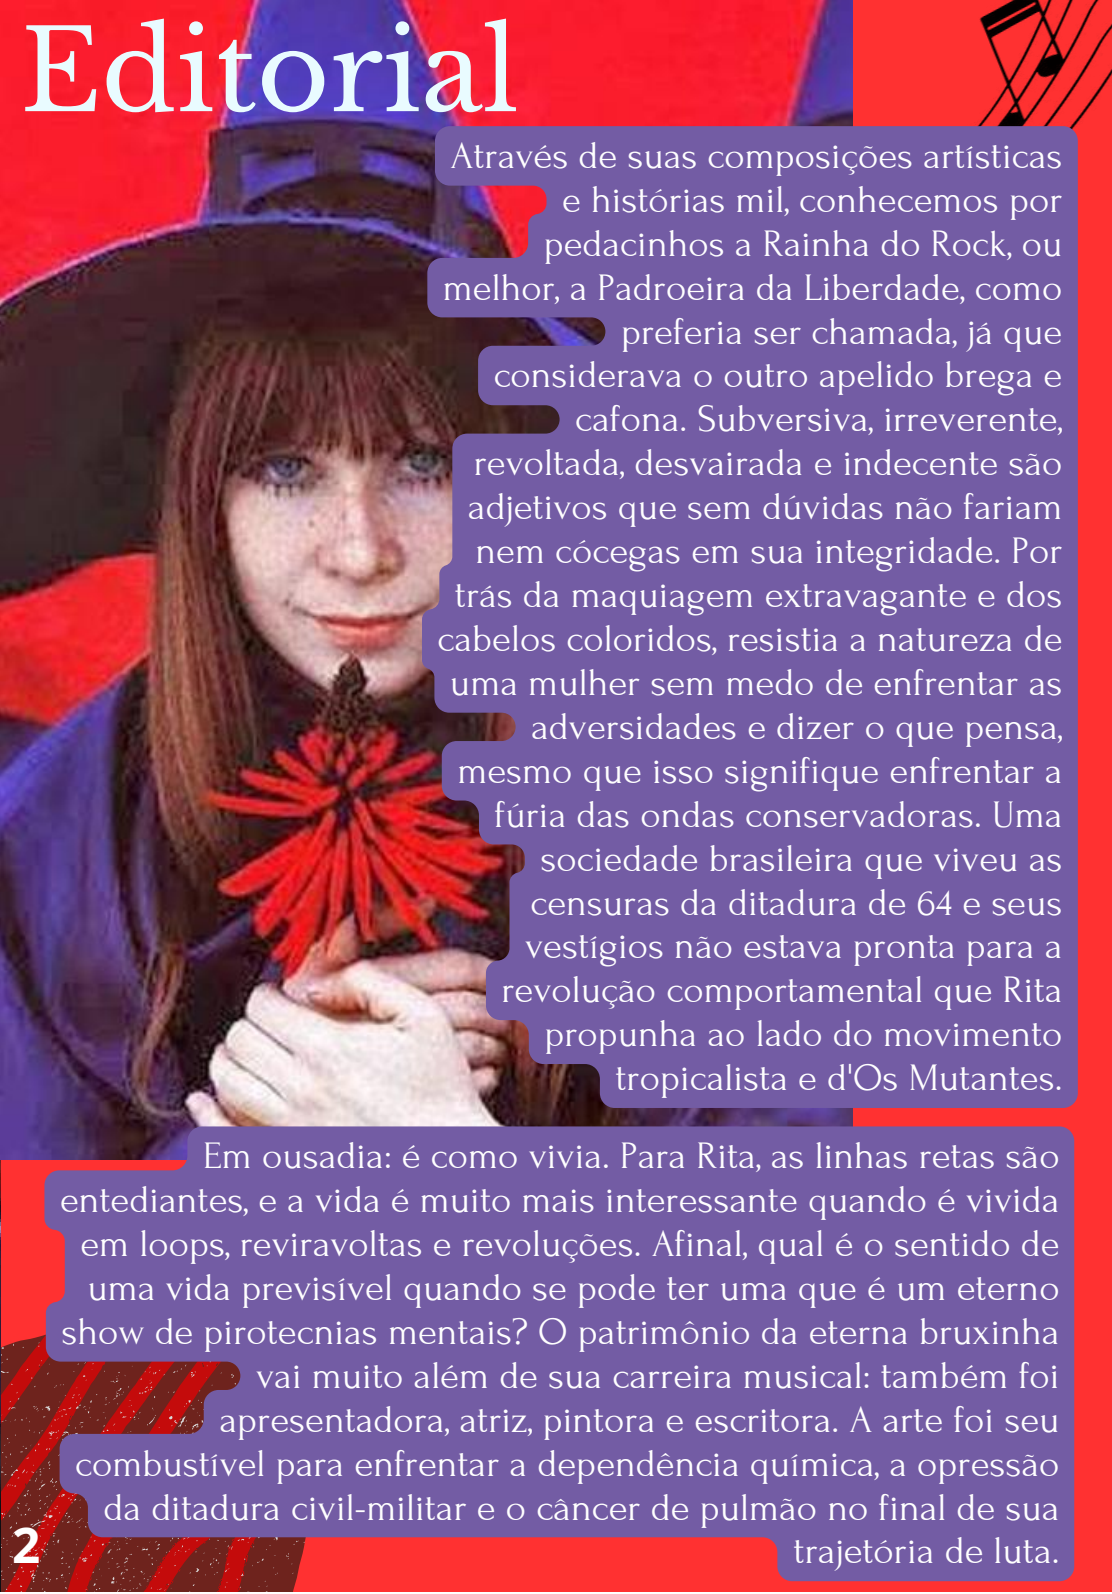 Editorial
Através de suas composições artísticas
e histórias mil, conhecemos por
pedacinhos a Rainha do Rock, ou
melhor, a Padroeira da Liberdade, como
preferia ser chamada, já que
considerava o outro apelido brega e
cafona. Subversiva, irreverente,
revoltada, desvairada e indecente são
adjetivos que sem dúvidas não fariam
nem cócegas em sua integridade. Por
trás da maquiagem extravagante e dos
cabelos coloridos, resistia a natureza de
uma mulher sem medo de enfrentar as
adversidades e dizer o que pensa,
mesmo que isso signifique enfrentar a
fúria das ondas conservadoras. Uma
sociedade brasileira que viveu as
censuras da ditadura de 64 e seus
vestígios não estava pronta para a
revolução comportamental que Rita
propunha ao lado do movimento
tropicalista e d'Os Mutantes.
Em ousadia: é como vivia. Para Rita, as linhas retas são
entediantes, e a vida é muito mais interessante quando é vivida
em loops, reviravoltas e revoluções. Afinal, qual é o sentido de
uma vida previsível quando se pode ter uma que é um eterno
show de pirotecnias mentais? O patrimônio da eterna bruxinha
vai muito além de sua carreira musical: também foi
apresentadora, atriz, pintora e escritora. A arte foi seu
combustível para enfrentar a dependência química, a opressão
da ditadura civil-militar e o câncer de pulmão no final de sua
trajetória de luta.
2